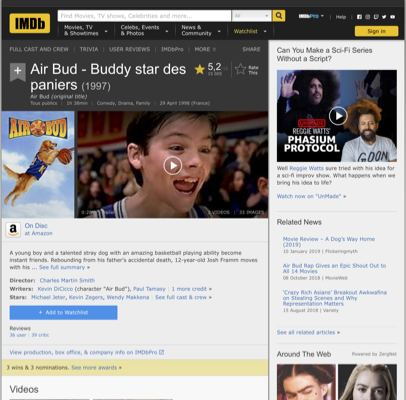 IMDb
Find Movies, TV shows, Celebrities and more...
All
IMDbPro
Help
Movies, TV
& Showtimes
Celebs, Events
& Photos
News &
Community
Watchlist
Sign in
FULL CAST AND CREW | TRIVIA | USER REVIEWS | IMDbPro | MORE
SHARE
Air Bud - Buddy star des
paniers (1997)
5,2
Rate
This
Air Bud (original title)
Tous publics | 1h 38min | Comedy, Drama, Family | 29 April 1998 (France)
AIR BUD
2 VIDEOS | 33 IMAGES
On Disc
at Amazon
A young boy and a talented stray dog with an amazing basketball playing ability become
instant friends. Rebounding from his father's accidental death, 12-year-old Josh Framm moves
with his ... See full summary »
Director: Charles Martin Smith
Writers: Kevin DiCicco (character "Air Bud"), Paul Tamasy | 1 more credit »
Stars: Michael Jeter, Kevin Zegers, Wendy Makkena | See full cast & crew »
+ Add to Watchlist
Reviews
36 user | 39 critic
View production, box office, & company info on IMDbPro
3 wins & 3 nominations. See more awards »
Videos
Can You Make a Sci-Fi Series
Without a Script?
REGGIE WATTS'
PHASIUM
PROTOCOL
Well Reggie Watts sure tried with his idea for
a sci-fi improv show. What happens when we
bring his idea to life?
Watch now on "UnMade" »
Related News
Movie Review – A Dog's Way Home
(2019)
10 January 2019 | Flickeringmyth
Air Bud Rap Gives an Epic Shout Out to
All 14 Movies
08 October 2018 | MovieWeb
'Crazy Rich Asians' Breakout Awkwafina
on Stealing Scenes and Why
Representation Matters
15 August 2018 | Variety
See all related articles »
Around The Web
Powered by ZergNet